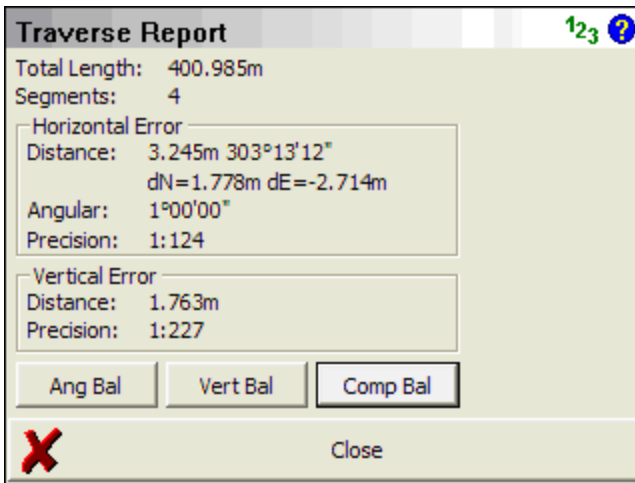 Traverse Report 123 ?
Total Length: 400.985m
Segments: 4
Horizontal Error
Distance: 3.245m 303°13'12"
dN=1.778m dE=-2.714m
Angular: 1°00'00"
Precision: 1:124
Vertical Error
Distance: 1.763m
Precision: 1:227
Ang Bal Vert Bal Comp Bal
Close